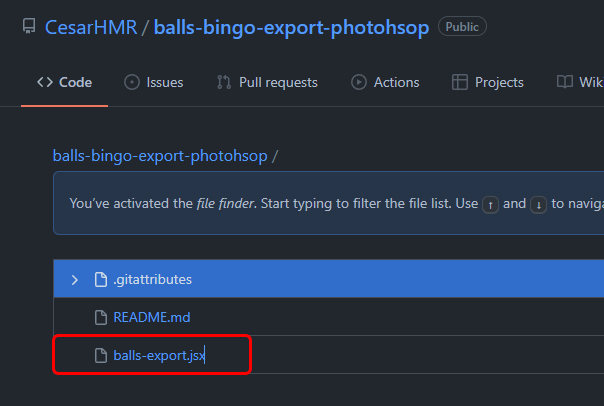 CesarHMR / balls-bingo-export-photohsop Public
<> Code Issues Pull requests Actions Projects Wik
balls-bingo-export-photohsop /
You've activated the file finder. Start typing to filter the file list. Use ↑ and ↓ to naviga
.gitattributes
README.md
balls-export.jsx